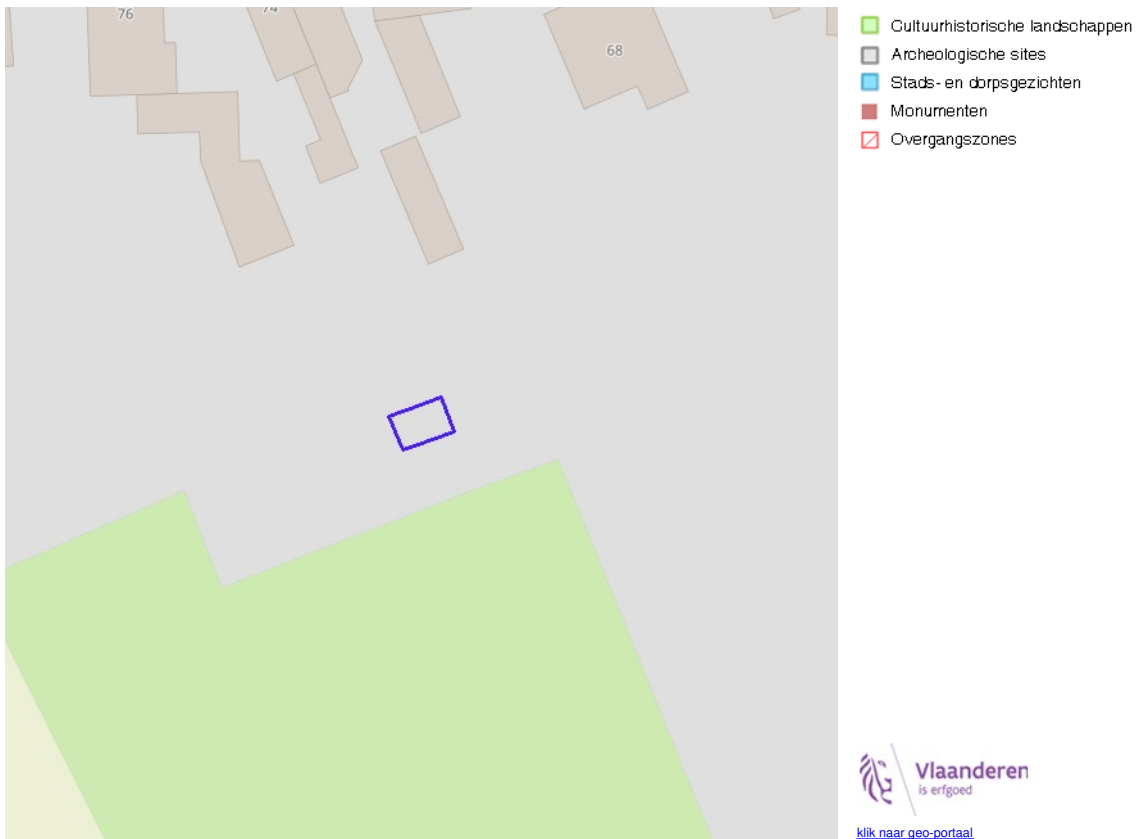 76
74
68
Cultuurhistorische landschappen
Archeologische sites
Stads- en dorpsgezichten
Monumenten
Overgangszones
Vlaanderen
is erfgoed
klik naar geo-portaal